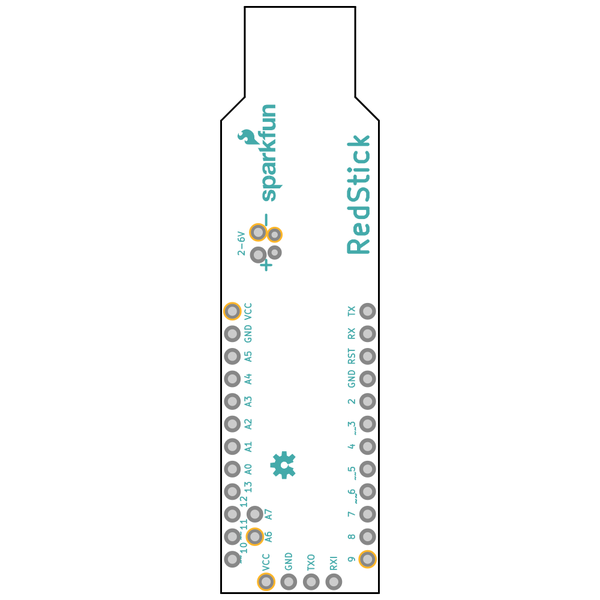 sparkfun
RedStick
2-6V
-
+
VCC
GND
A5
A4
A3
A2
A1
A0
13
12
~11
~10
A7
A6
TX
RX
RST
GND
2
~3
4
~5
~6
7
8
9
VCC
GND
TXO
RXI